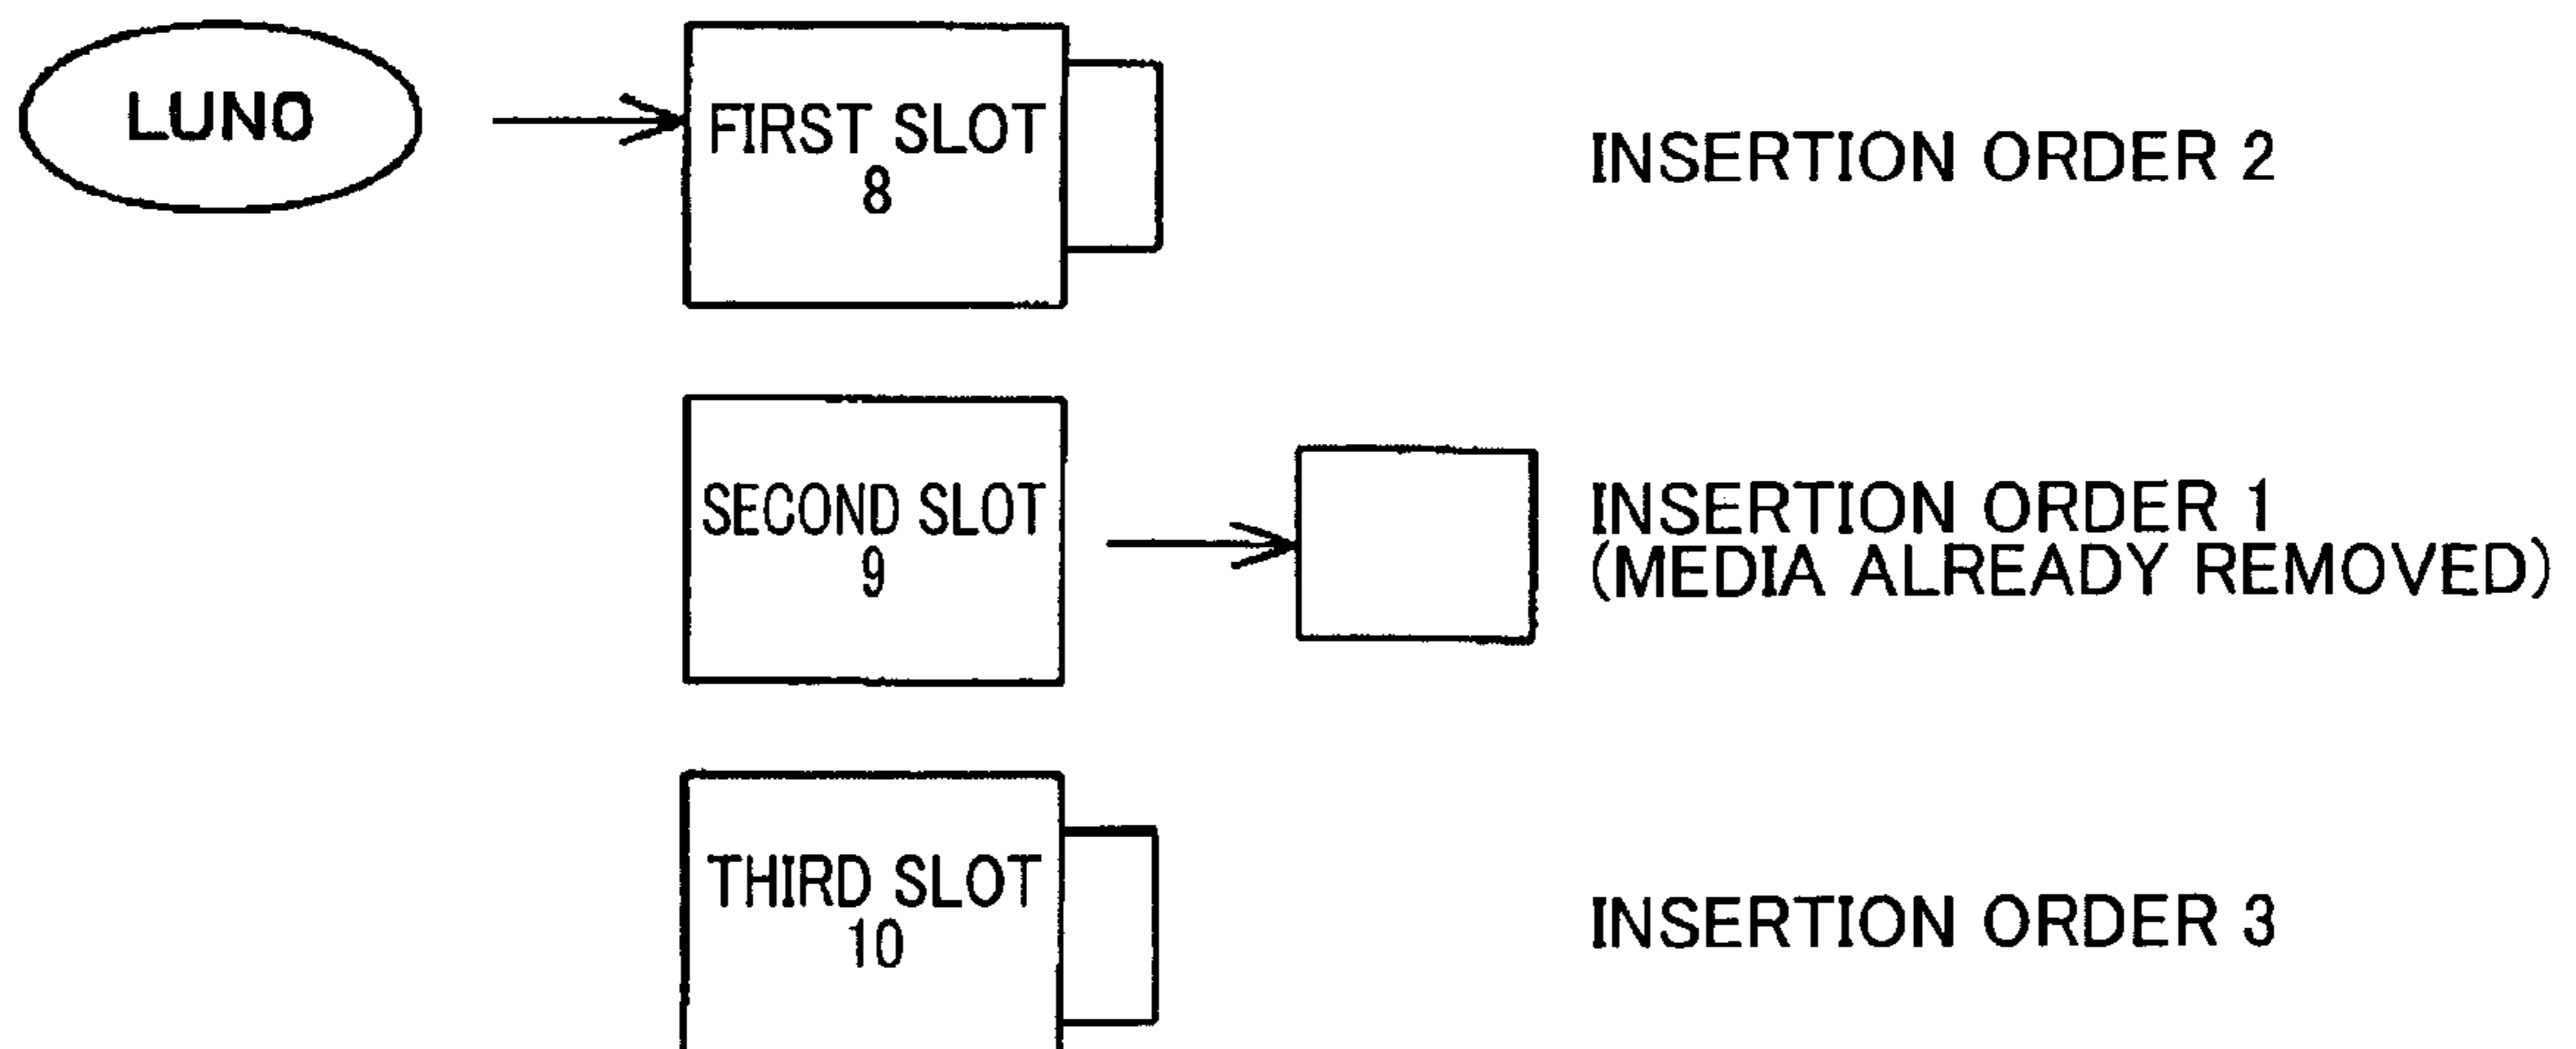 LUN0
FIRST SLOT
8
INSERTION ORDER 2
SECOND SLOT
9
INSERTION ORDER 1
(MEDIA ALREADY REMOVED)
THIRD SLOT
10
INSERTION ORDER 3